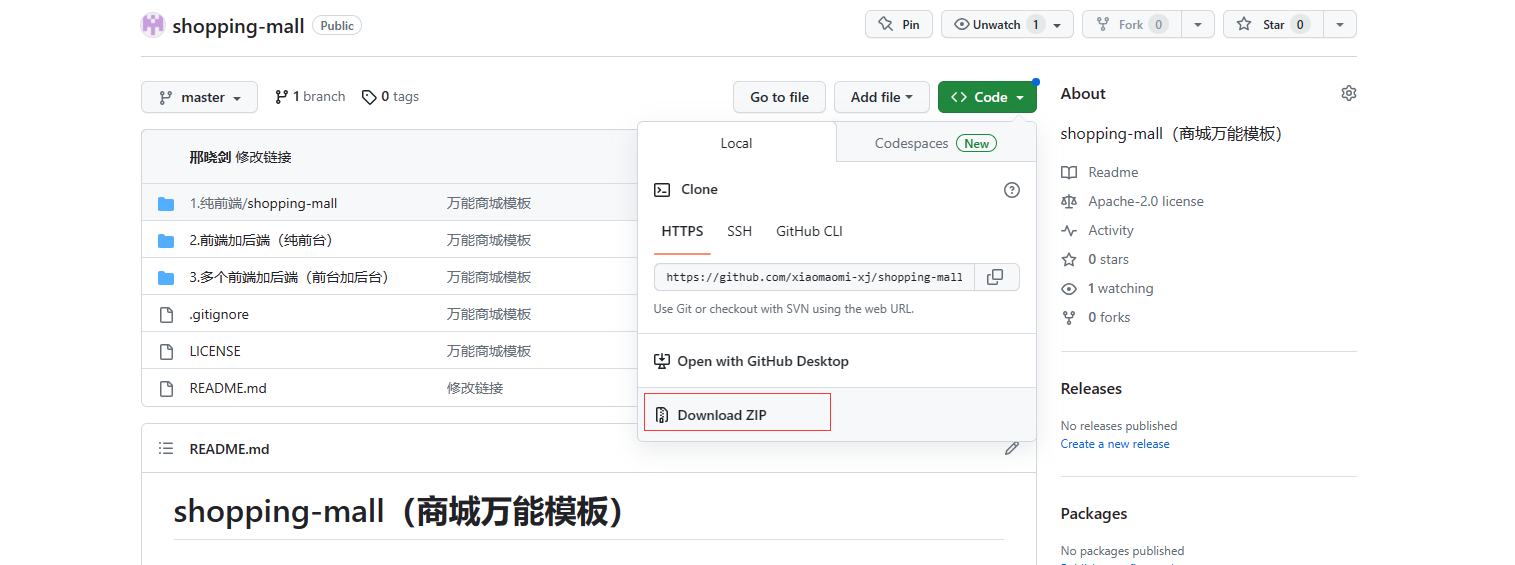 shopping-mall Public
Pin
Unwatch 1
Fork 0
Star 0
master
1 branch
0 tags
Go to file
Add file
Code
About
shopping-mall（商城万能模板）
Readme
Apache-2.0 license
Activity
0 stars
1 watching
0 forks
Releases
No releases published
Create a new release
Packages
No packages published
Local
Codespaces New
Clone
HTTPS SSH GitHub CLI
https://github.com/xiaomaomi-xj/shopping-mall
Use Git or checkout with SVN using the web URL.
Open with GitHub Desktop
Download ZIP
邢晓剑 修改链接
1.纯前端/shopping-mall 万能商城模板
2.前端加后端（纯前台） 万能商城模板
3.多个前端加后端（前台加后台） 万能商城模板
.gitignore 万能商城模板
LICENSE 万能商城模板
README.md 修改链接
README.md
shopping-mall（商城万能模板）